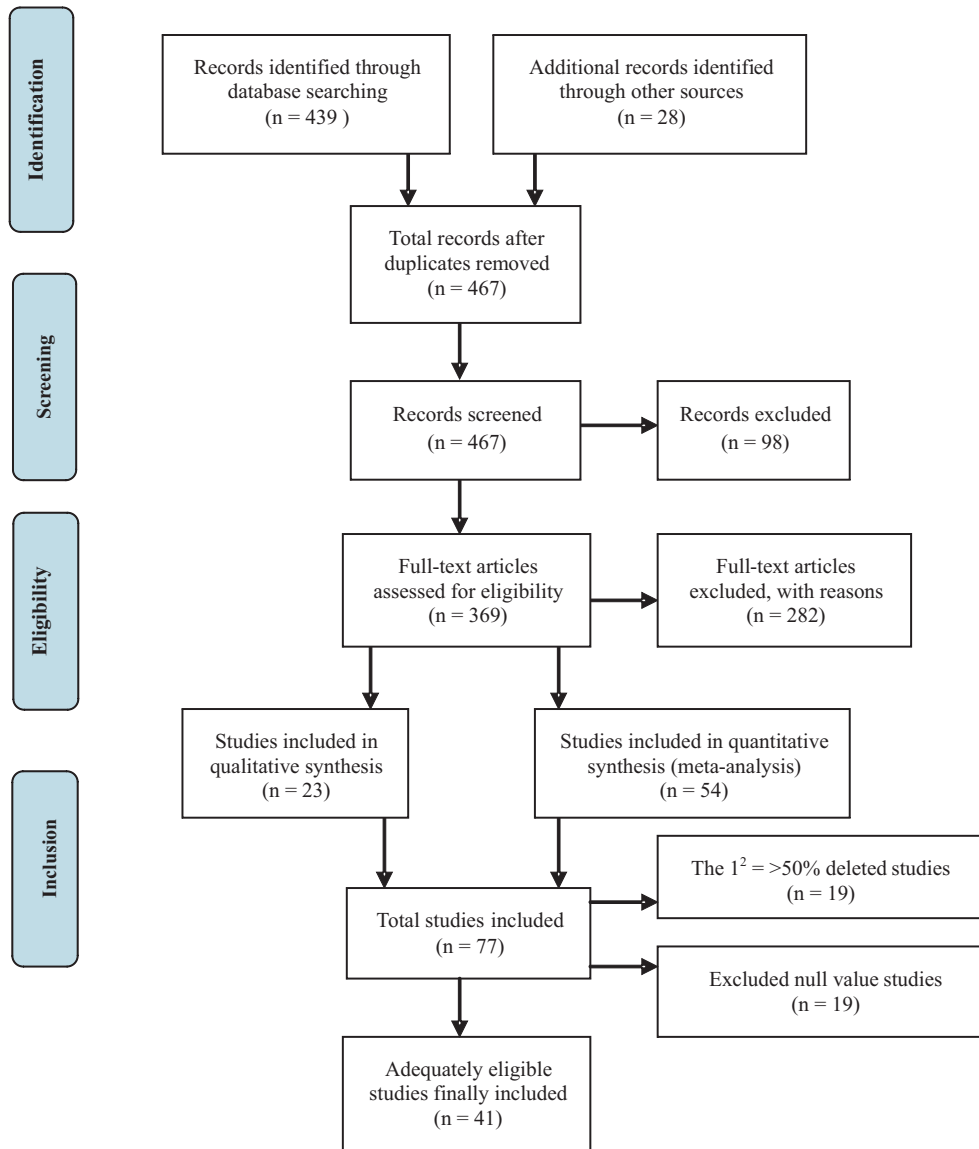 Identification
Records identified through
database searching
(n = 439 )
Additional records identified
through other sources
(n = 28)
Total records after
duplicates removed
(n = 467)
Screening
Records screened
(n = 467)
Records excluded
(n = 98)
Eligibility
Full-text articles
assessed for eligibility
(n = 369)
Full-text articles
excluded, with reasons
(n = 282)
Studies included in
qualitative synthesis
(n = 23)
Studies included in quantitative
synthesis (meta-analysis)
(n = 54)
Inclusion
The 1² = >50% deleted studies
(n = 19)
Total studies included
(n = 77)
Excluded null value studies
(n = 19)
Adequately eligible
studies finally included
(n = 41)